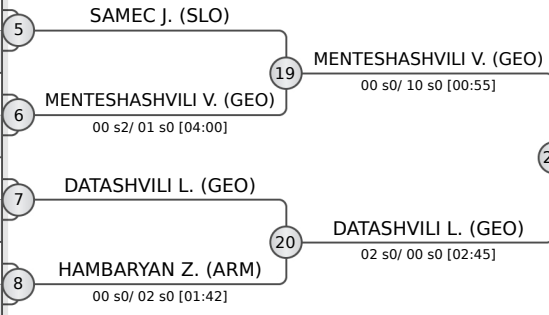 SAMEC J. (SLO)
5
19
MENTESHASHVILI V. (GEO)
00 s0/ 10 s0 [00:55]
6
MENTESHASHVILI V. (GEO)
00 s2/ 01 s0 [04:00]
7
DATASHVILI L. (GEO)
20
DATASHVILI L. (GEO)
02 s0/ 00 s0 [02:45]
8
HAMBARYAN Z. (ARM)
00 s0/ 02 s0 [01:42]